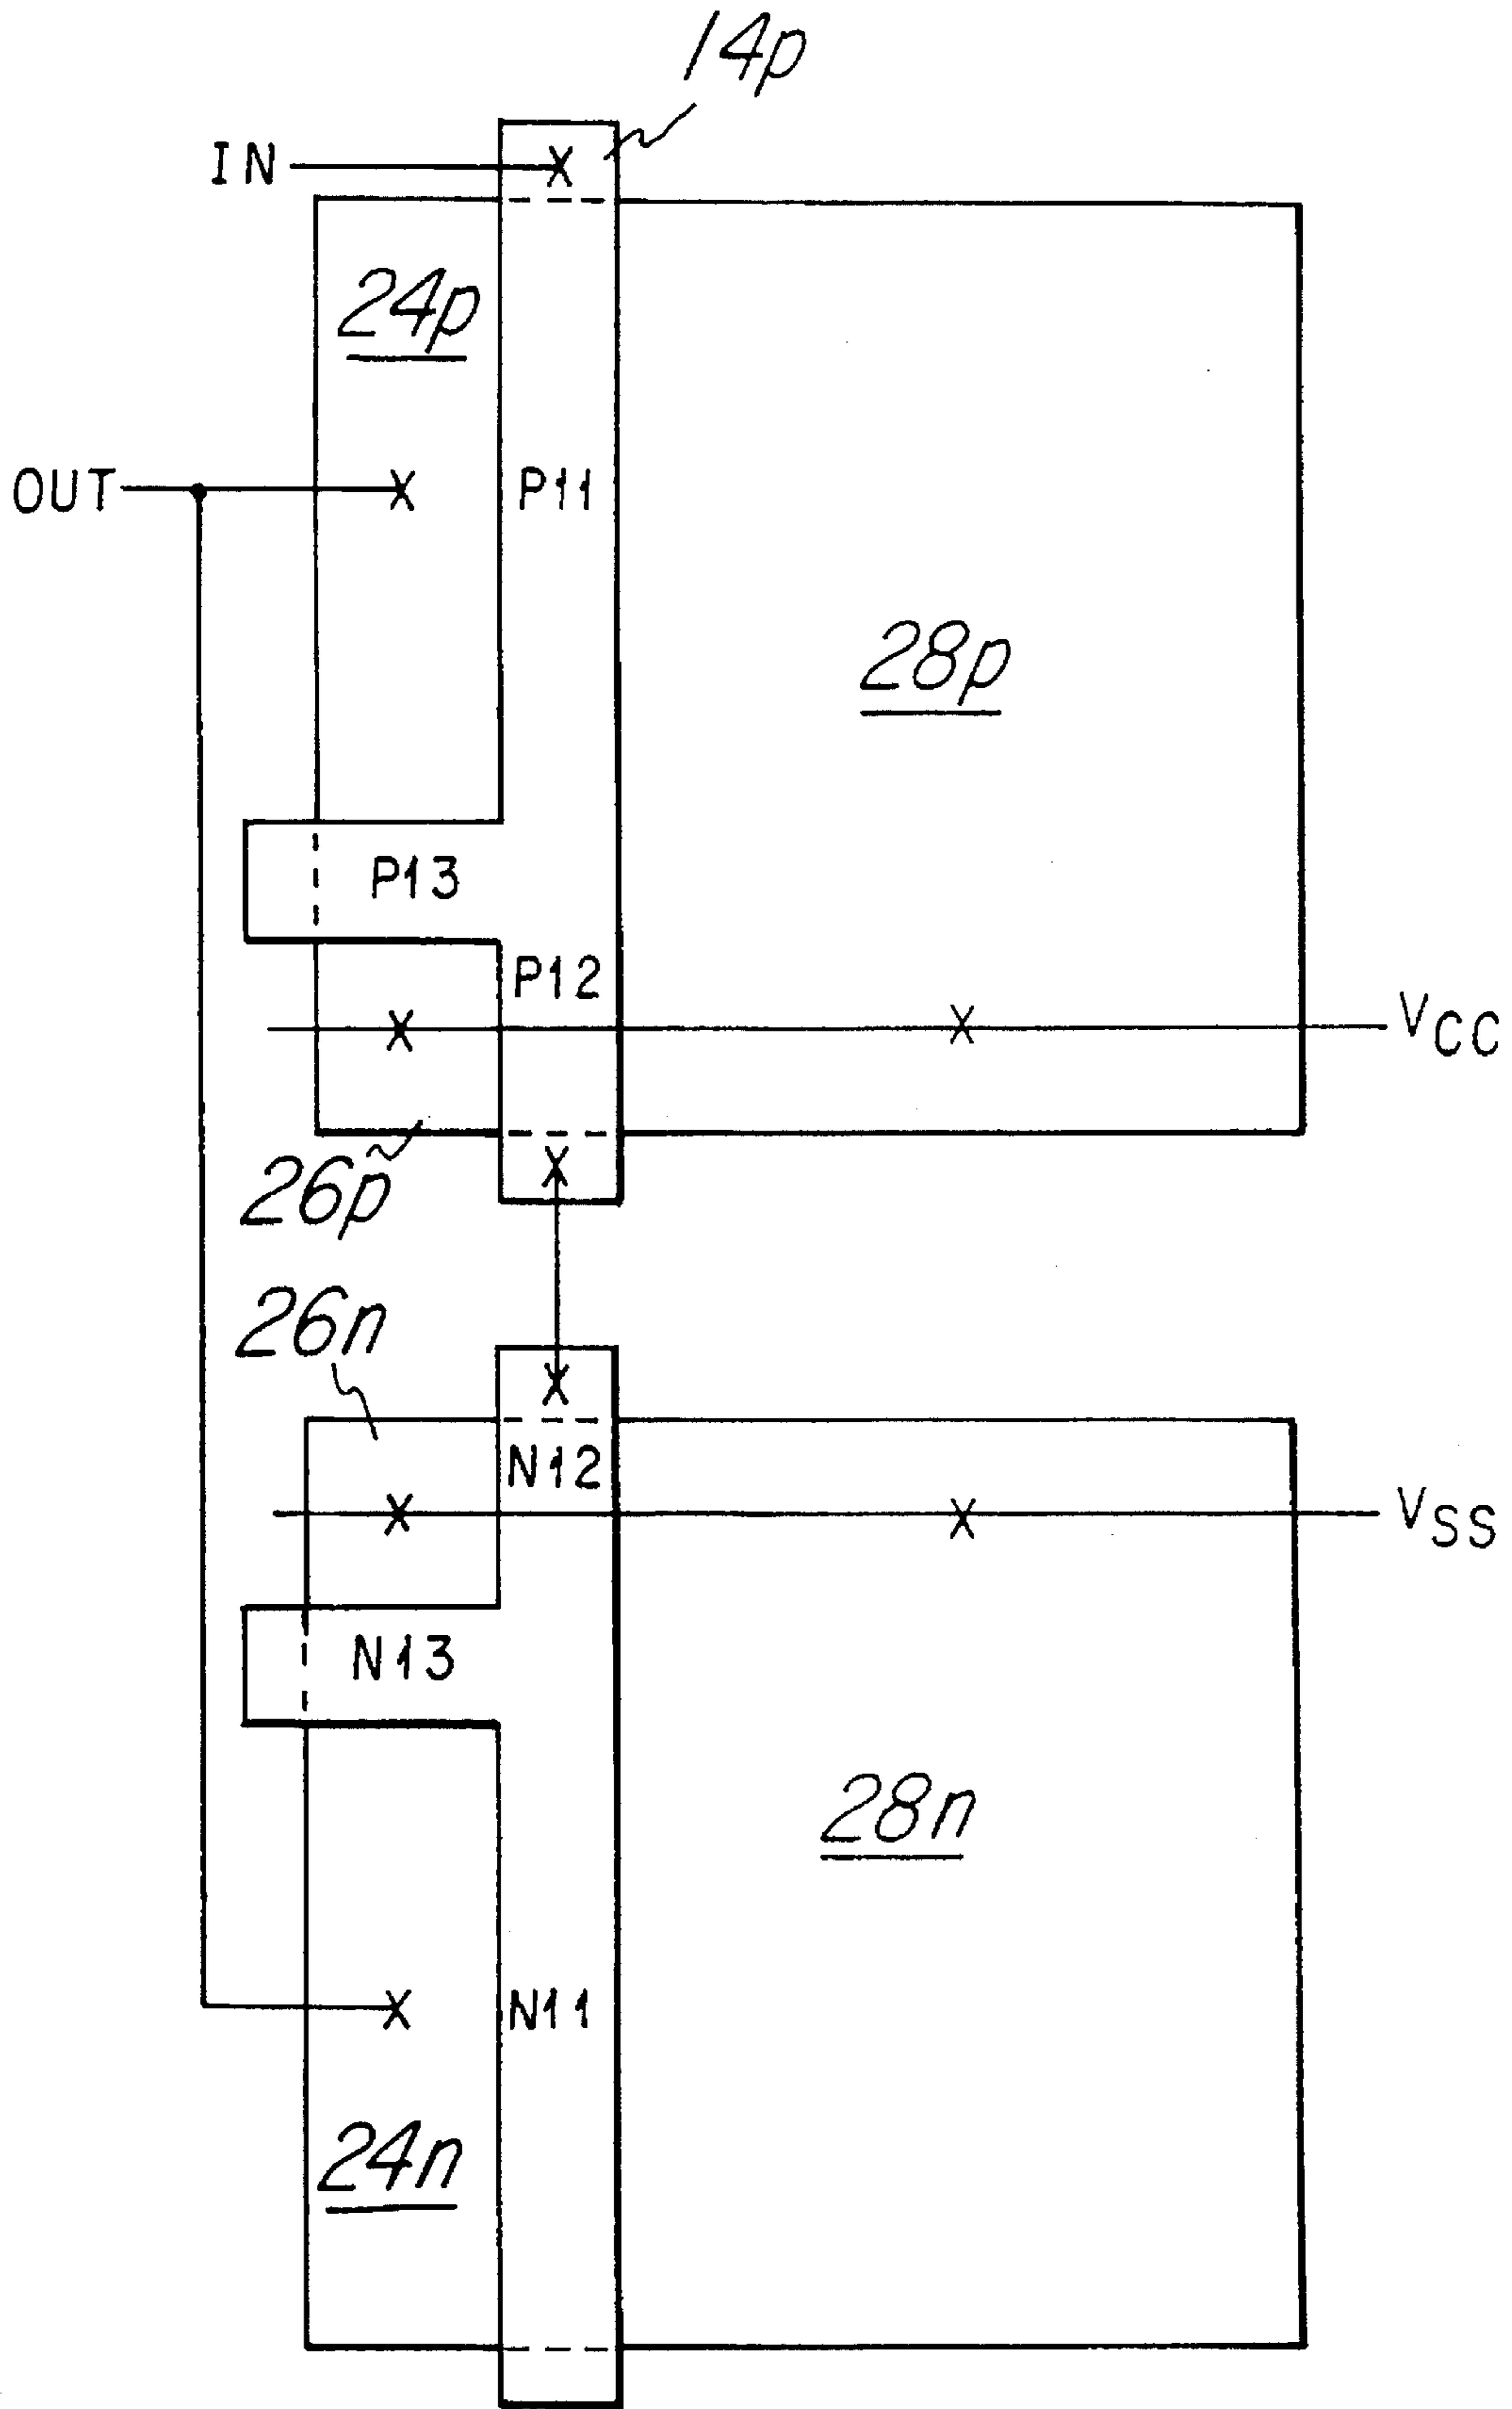 14p
IN
24p
OUT
P11
28p
P13
P12
VCC
26p
26n
N12
VSS
N13
28n
N11
24n